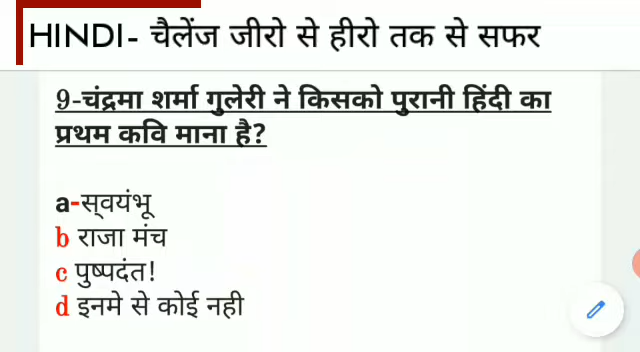 HINDI- चैलेंज जीरो से हीरो तक से सफर
9-चंद्रमा शर्मा गुलेरी ने किसको पुरानी हिंदी का
प्रथम कवि माना है?
a-स्वयंभू
b राजा मंच
c पुष्पदंत!
d इनमे से कोई नही